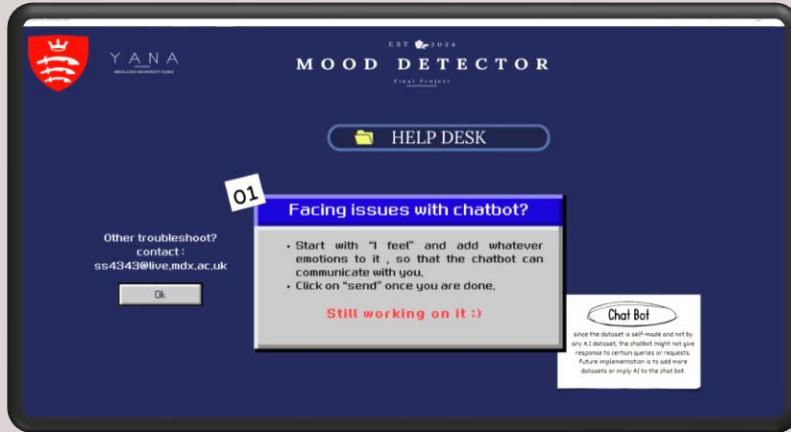 YANA
EST 2024
MOOD DETECTOR
Final Project
HELP DESK
01
Facing issues with chatbot?
• Start with “I feel” and add whatever
emotions to it , so that the chatbot can
communicate with you.
• Click on “send” once you are done.
Still working on it :)
Other troubleshoot?
contact :
ss4343@live.mdx.ac.uk
Ok
Chat Bot
since the dataset is self-made and not by
any A.I dataset, the chatbot might not give
response to certain queries or requests.
Future implementation is to add more
datasets or imply AI to the chat bot